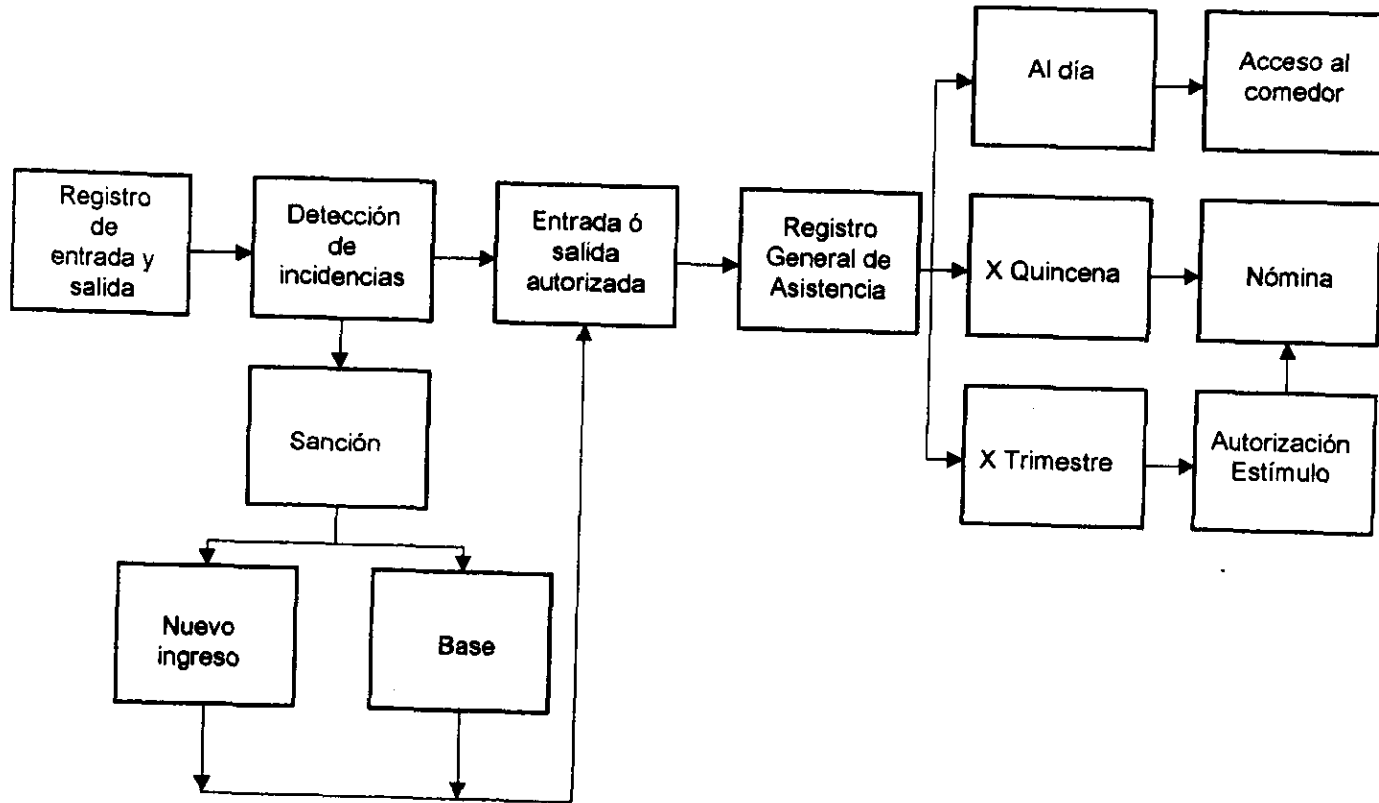 Al día
Acceso al
comedor
Registro
de
entrada y
salida
Detección
de
incidencias
Entrada ó
salida
autorizada
Registro
General de
Asistencia
X Quincena
Nómina
Sanción
X Trimestre
Autorización
Estímulo
Nuevo
ingreso
Base